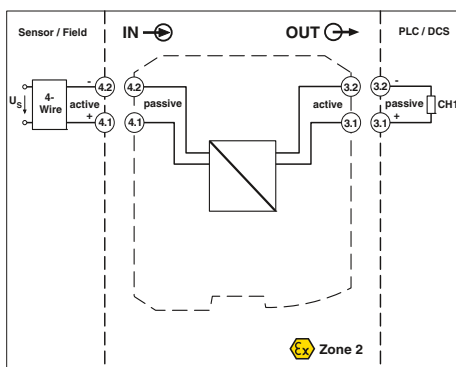 Sensor / Field
IN
OUT
PLC / DCS
US
4-
Wire
-
active
+
4.2
4.1
4.2
passive
4.1
3.2
active
3.1
3.2
-
passive
3.1
+
CH1
Ex Zone 2